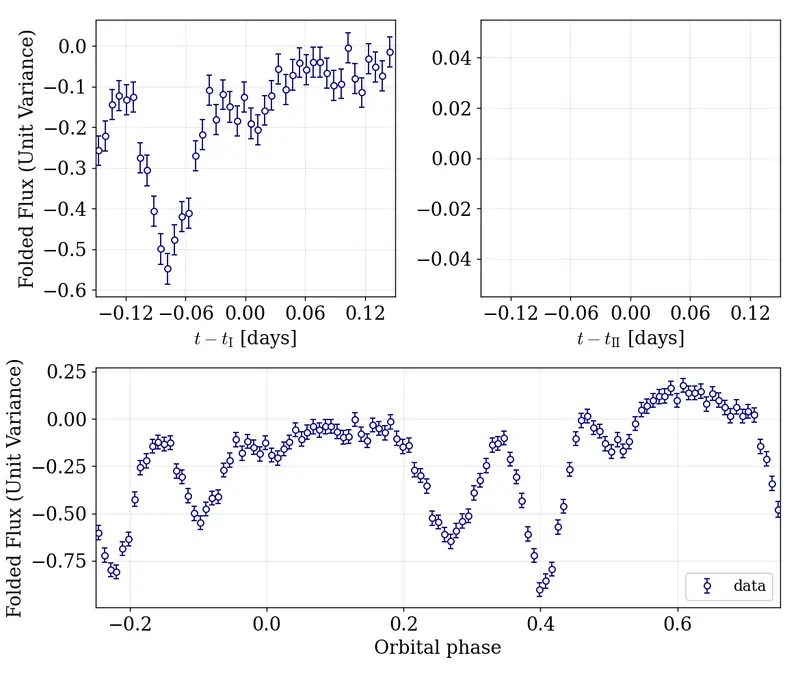 Folded Flux (Unit Variance)
0.0
−0.1
−0.2
−0.3
−0.4
−0.5
−0.6
−0.12 −0.06 0.00 0.06 0.12
t − tI [days]
0.04
0.02
0.00
−0.02
−0.04
−0.12 −0.06 0.00 0.06 0.12
t − tII [days]
Folded Flux (Unit Variance)
0.25
0.00
−0.25
−0.50
−0.75
data
−0.2 0.0 0.2 0.4 0.6
Orbital phase